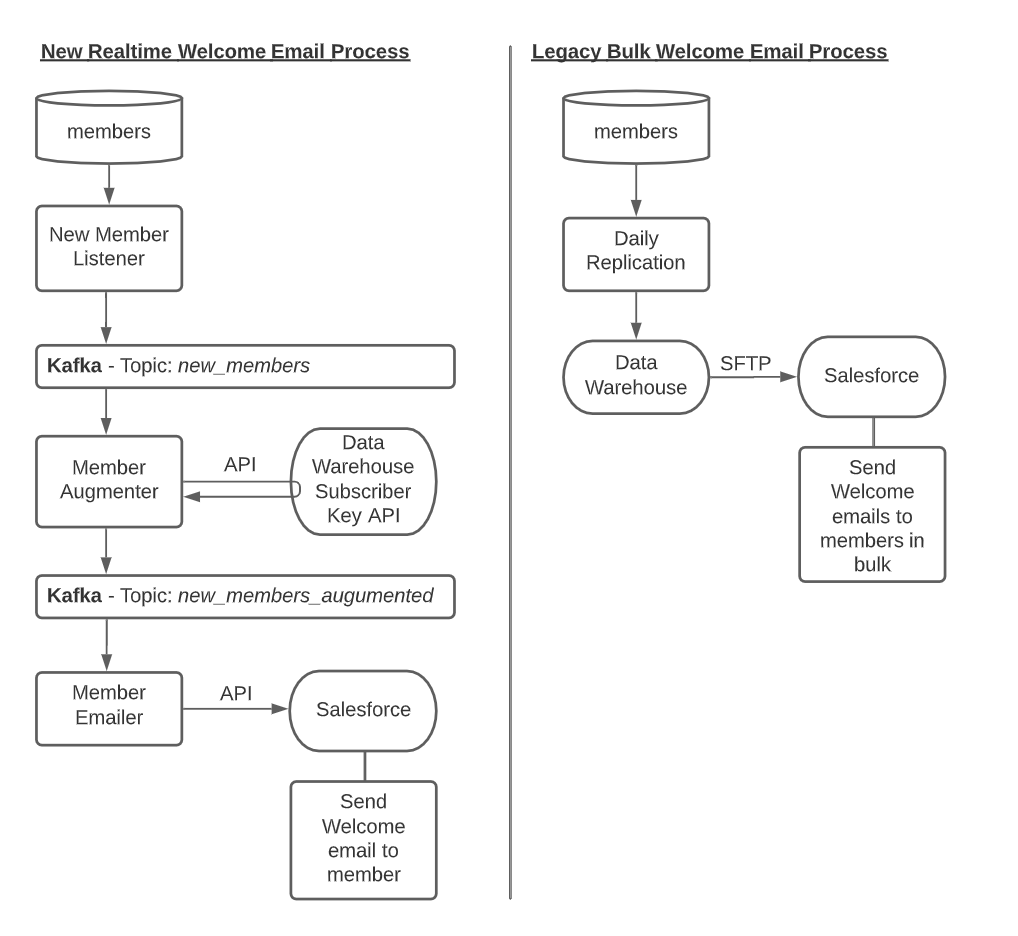 New Realtime Welcome Email Process
members
New Member
Listener
Kafka - Topic: new_members
Member
Augmenter
API
Data
Warehouse
Subscriber
Key API
Kafka - Topic: new_members_augumented
Member
Emailer
API
Salesforce
Send
Welcome
email to
member
Legacy Bulk Welcome Email Process
members
Daily
Replication
Data
Warehouse
SFTP
Salesforce
Send
Welcome
emails to
members in
bulk